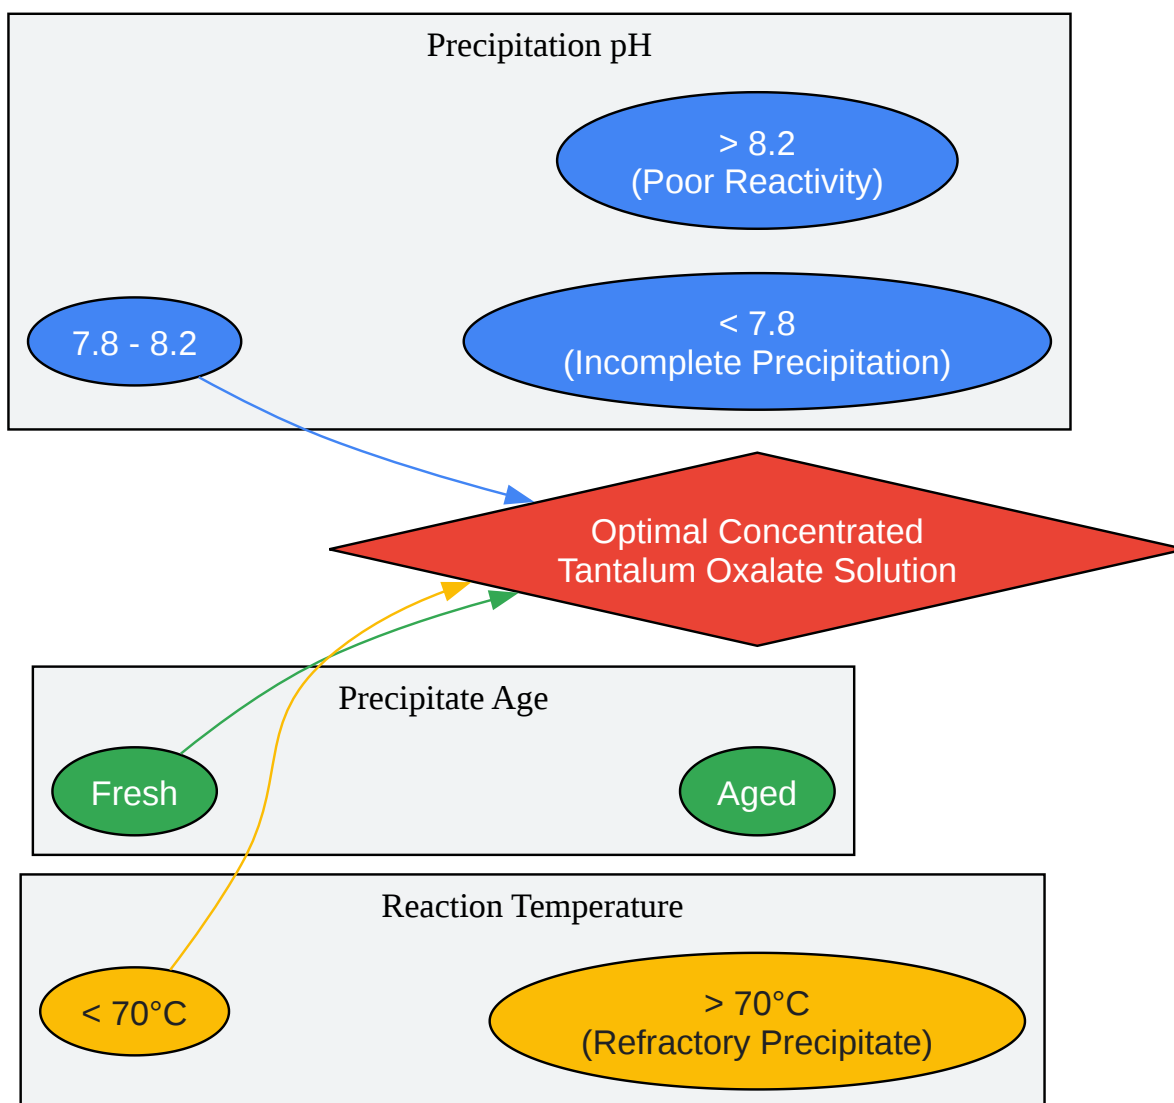 Precipitation pH
> 8.2
(Poor Reactivity)
7.8 - 8.2
< 7.8
(Incomplete Precipitation)
Optimal Concentrated
Tantalum Oxalate Solution
Precipitate Age
Fresh
Aged
Reaction Temperature
< 70°C
> 70°C
(Refractory Precipitate)